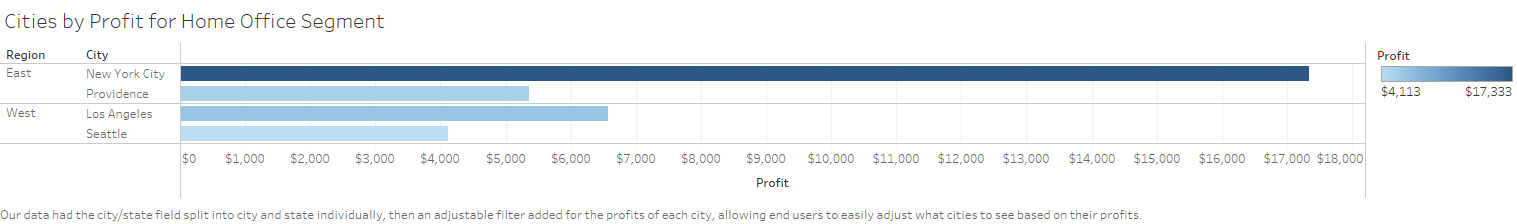 Cities by Profit for Home Office Segment
Region City
East New York City
Providence
West Los Angeles
Seattle
$0 $1,000 $2,000 $3,000 $4,000 $5,000 $6,000 $7,000 $8,000 $9,000 $10,000 $11,000 $12,000 $13,000 $14,000 $15,000 $16,000 $17,000 $18,000
Profit
Profit
$4,113 $17,333
Our data had the city/state field split into city and state individually, then an adjustable filter added for the profits of each city, allowing end users to easily adjust what cities to see based on their profits.